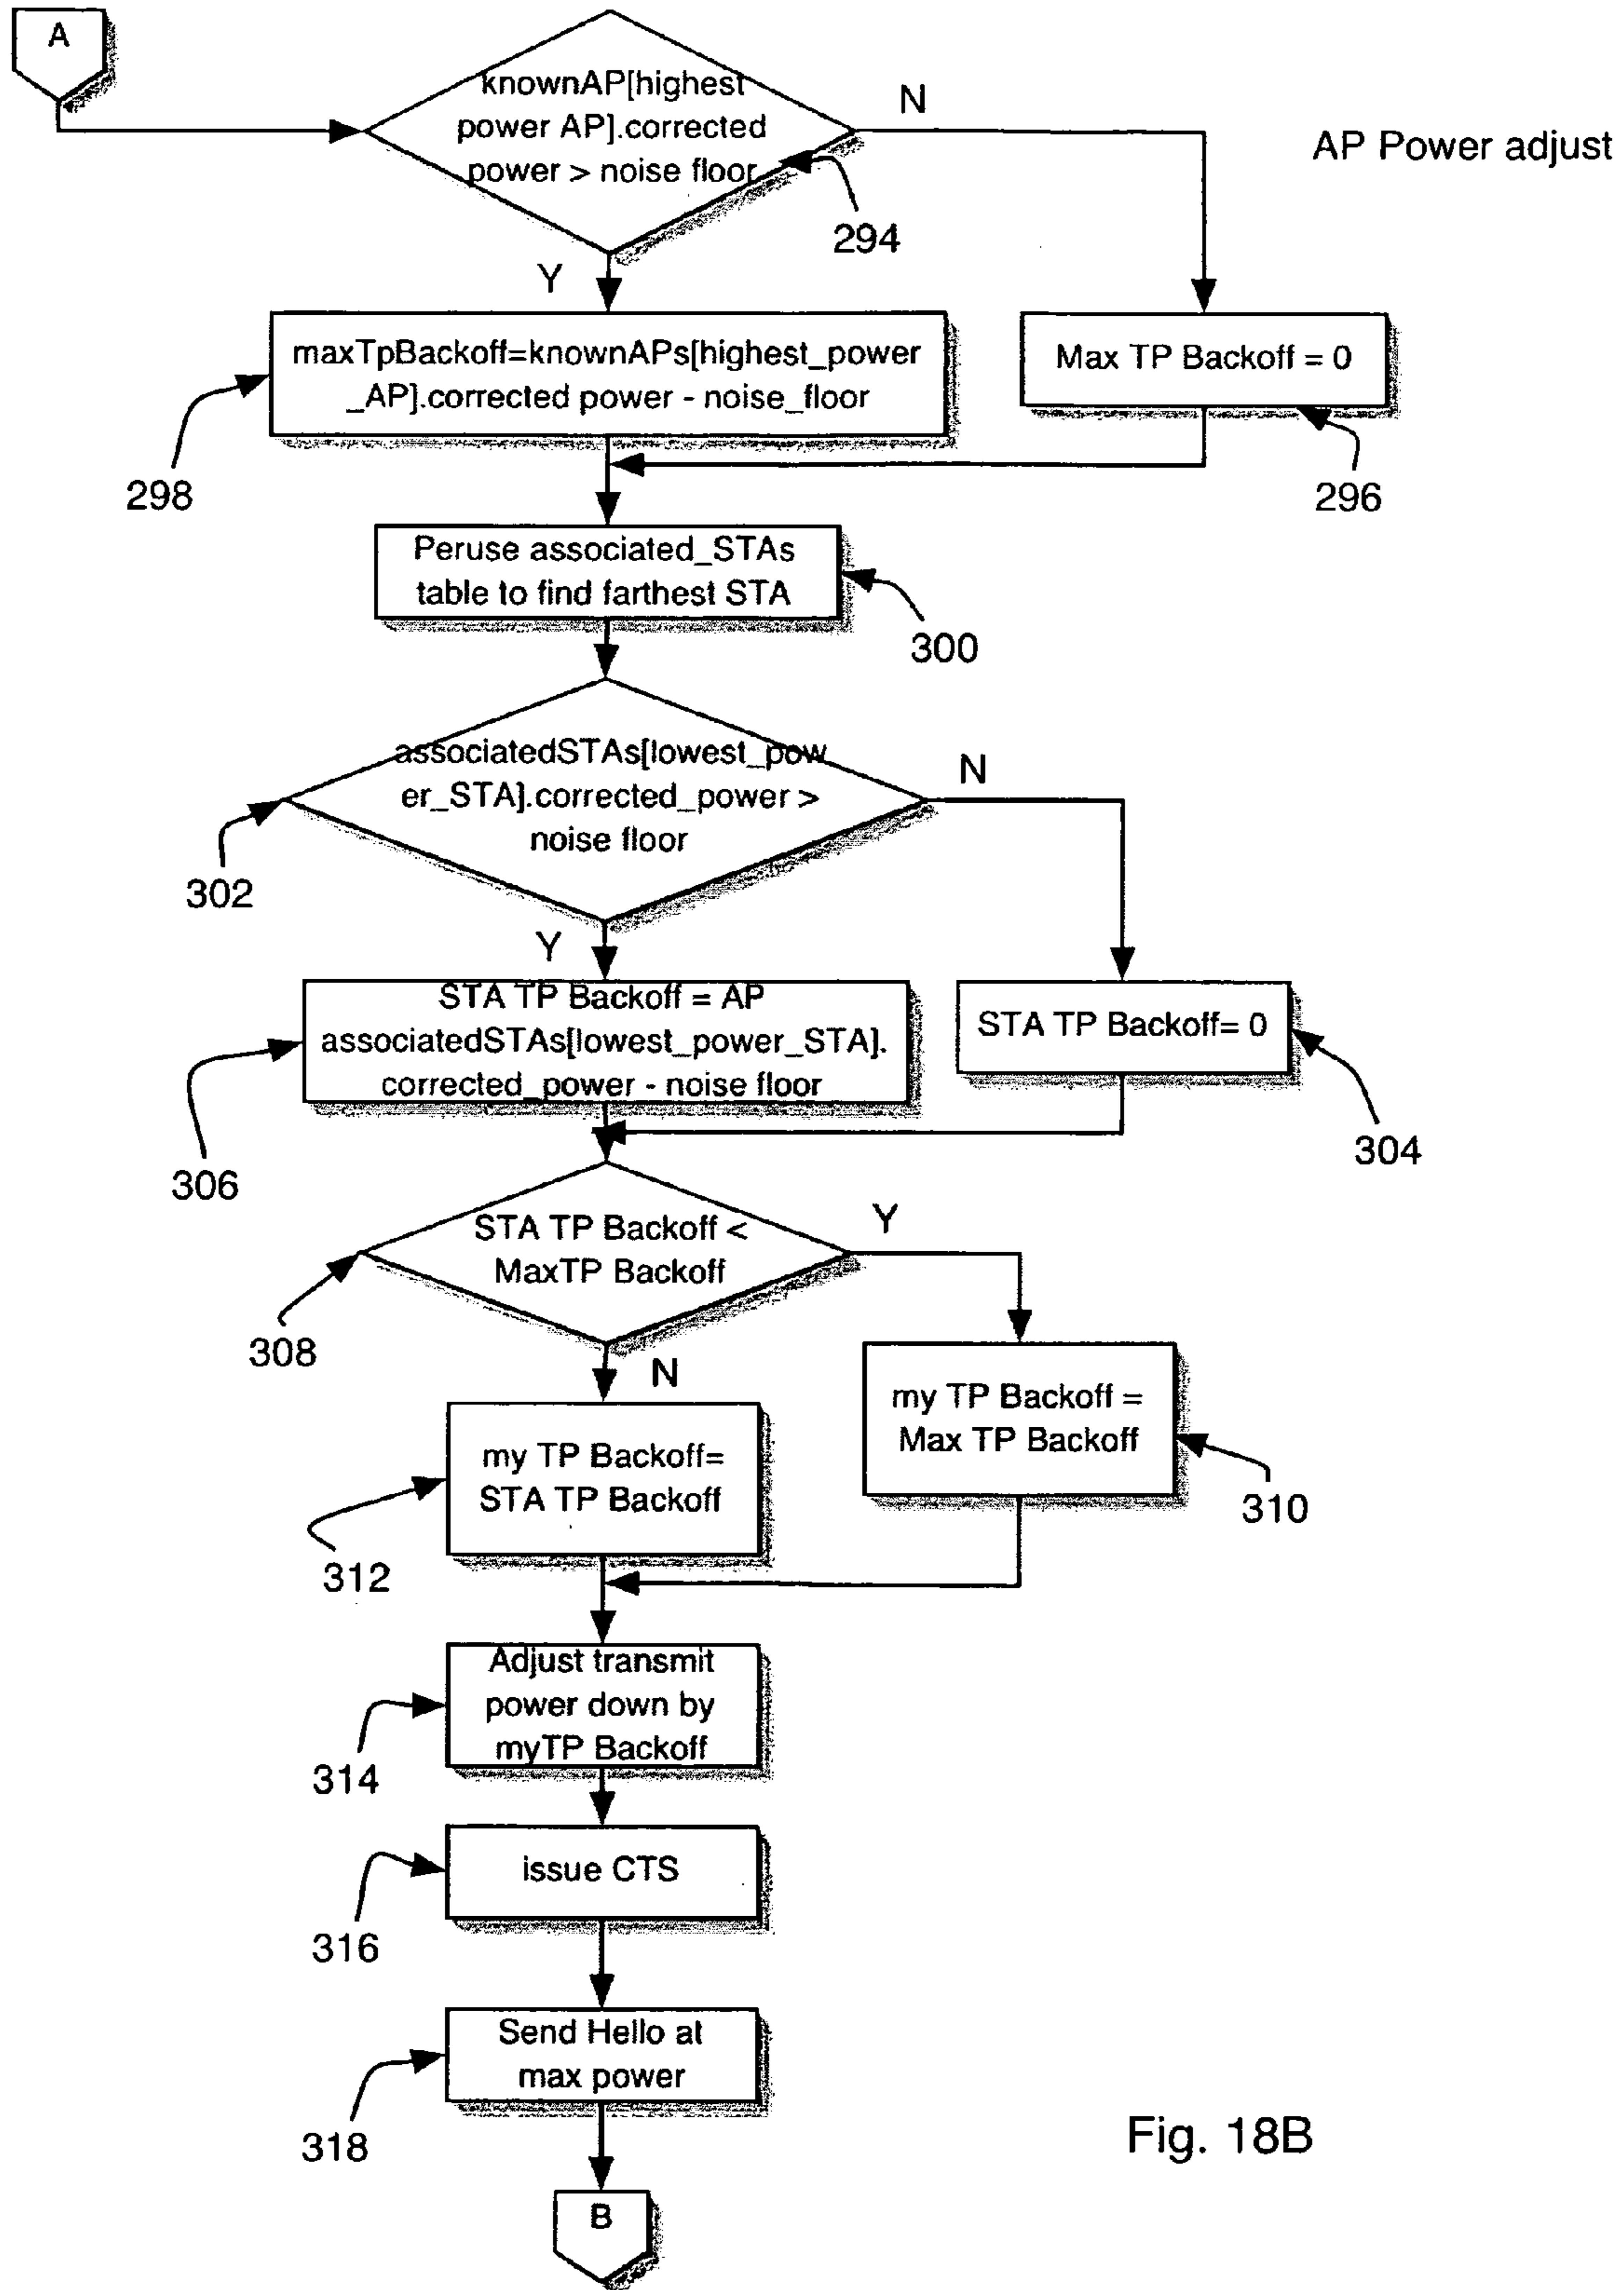 A
knownAP[highest
power AP].corrected
power > noise floor
N
AP Power adjust
294
Y
maxTpBackoff=knownAPs[highest_power
_AP].corrected power - noise_floor
Max TP Backoff = 0
298
296
Peruse associated_STAs
table to find farthest STA
300
associatedSTAs[lowest_pow
er_STA].corrected_power >
noise floor
N
302
Y
STA TP Backoff = AP
associatedSTAs[lowest_power_STA].
corrected_power - noise floor
STA TP Backoff= 0
306
304
STA TP Backoff <
MaxTP Backoff
Y
308
N
my TP Backoff =
Max TP Backoff
my TP Backoff=
STA TP Backoff
310
312
Adjust transmit
power down by
myTP Backoff
314
issue CTS
316
Send Hello at
max power
318
Fig. 18B
B